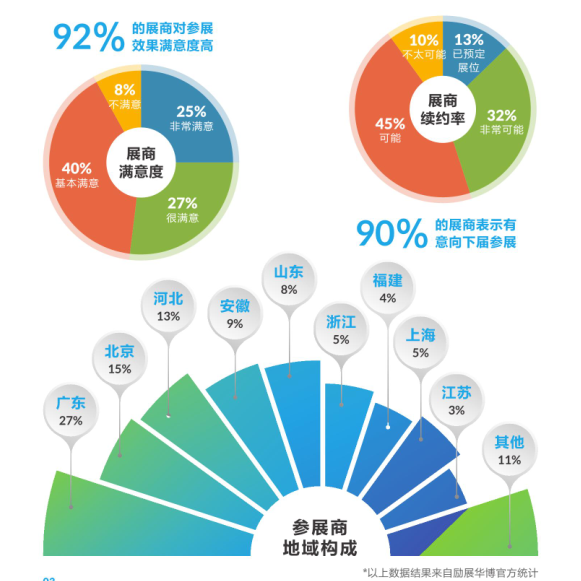 92% 的展商对参展
效果满意度高
8%
不满意
25%
非常满意
展商
满意度
40%
基本满意
27%
很满意
10%
不太可能
13%
已预定
展位
展商
续约率
45%
可能
32%
非常可能
90% 的展商表示有
意向下届参展
广东
27%
北京
15%
河北
13%
安徽
9%
山东
8%
浙江
5%
福建
4%
上海
5%
江苏
3%
其他
11%
参展商
地域构成
*以上数据结果来自励展华博官方统计